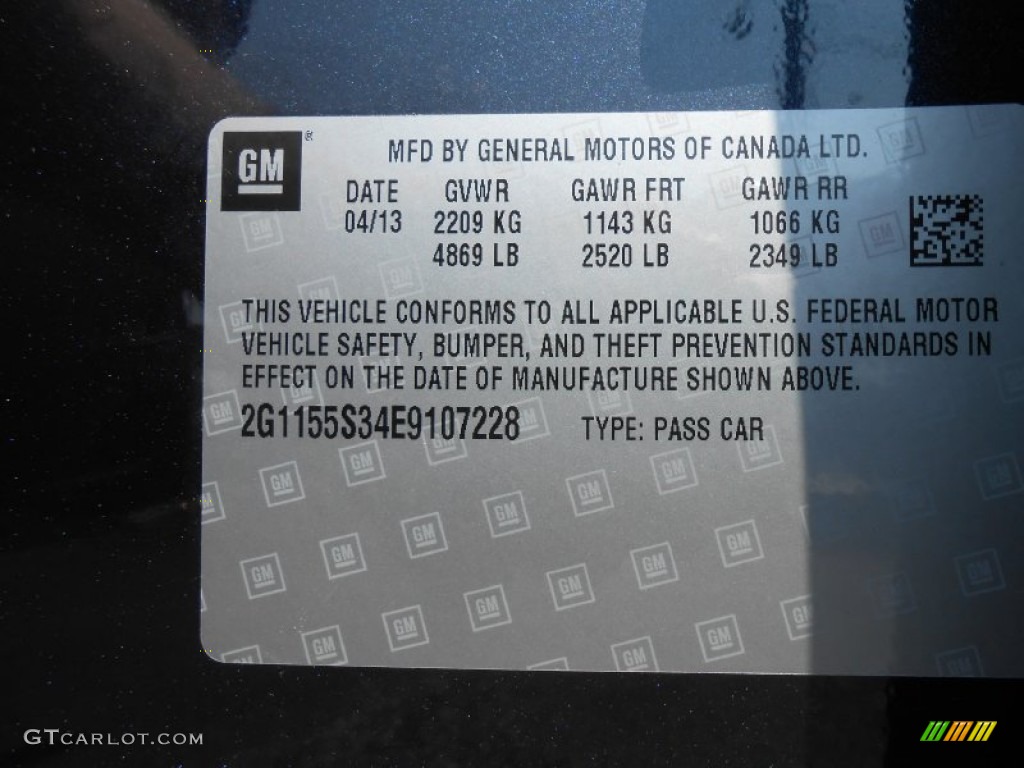 GM ®
MFD BY GENERAL MOTORS OF CANADA LTD.
DATE GVWR GAWR FRT GAWR RR
04/13 2209 KG 1143 KG 1066 KG
4869 LB 2520 LB 2349 LB
THIS VEHICLE CONFORMS TO ALL APPLICABLE U.S. FEDERAL MOTOR
VEHICLE SAFETY, BUMPER, AND THEFT PREVENTION STANDARDS IN
EFFECT ON THE DATE OF MANUFACTURE SHOWN ABOVE.
2G1155S34E9107228 TYPE: PASS CAR
GTCARLOT.COM